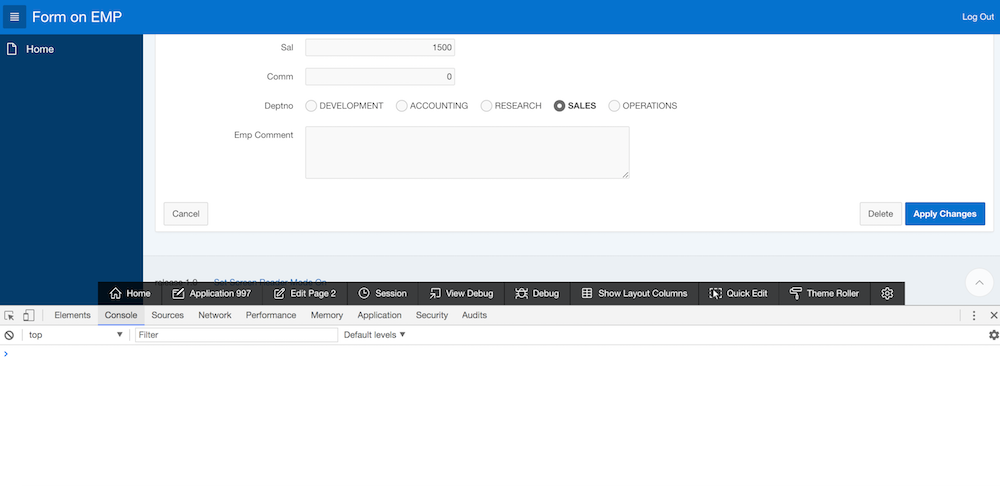 Form on EMP
Log Out
Home
Sal 1500
Comm 0
Deptno DEVELOPMENT ACCOUNTING RESEARCH SALES OPERATIONS
Emp Comment
Cancel Delete Apply Changes
release 1.0 Set Screen Reader Mode On
Home Application 997 Edit Page 2 Session View Debug Debug Show Layout Columns Quick Edit Theme Roller
Elements Console Sources Network Performance Memory Application Security Audits
top Filter Default levels